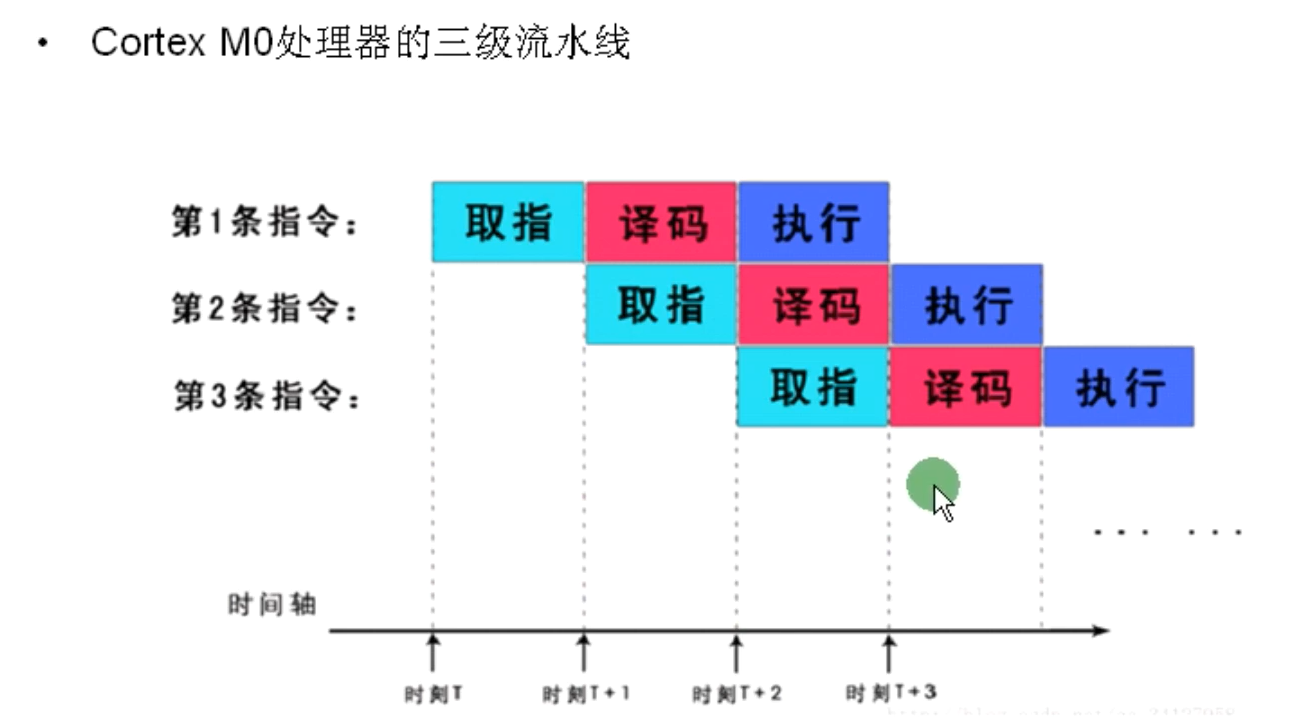 • Cortex M0处理器的三级流水线
第1条指令： 取指 译码 执行
第2条指令： 取指 译码 执行
第3条指令： 取指 译码 执行
... ...
时间轴
时刻T 时刻T+1 时刻T+2 时刻T+3